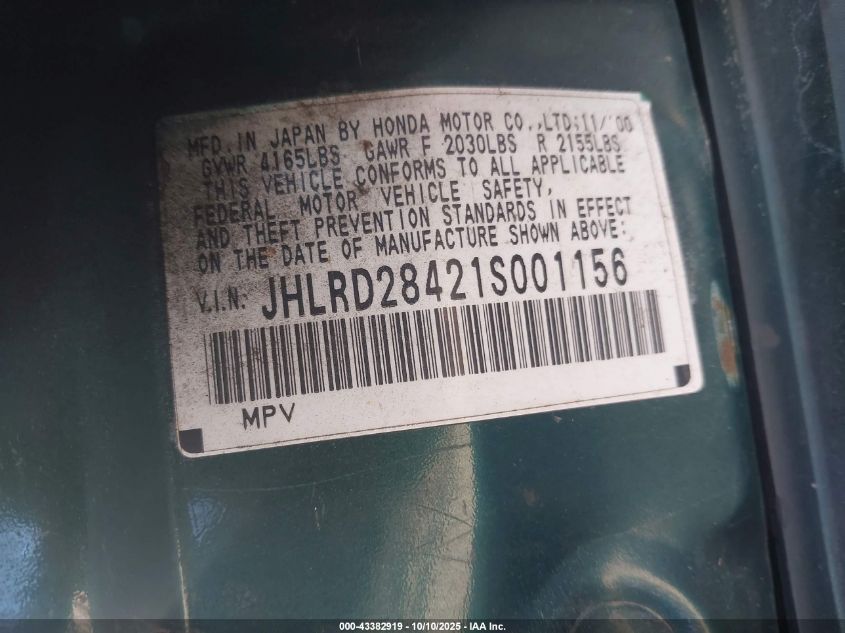 MFD. IN JAPAN BY HONDA MOTOR CO.,LTD;11/'00
GVWR 4165LBS GAWR F 2030LBS R 2155LBS
THIS VEHICLE CONFORMS TO ALL APPLICABLE
FEDERAL MOTOR VEHICLE SAFETY,
AND THEFT PREVENTION STANDARDS IN EFFECT
ON THE DATE OF MANUFACTURE SHOWN ABOVE:
V.I.N: JHLRD28421S001156
MPV
000-43382919 - 10/10/2025 - IAA Inc.